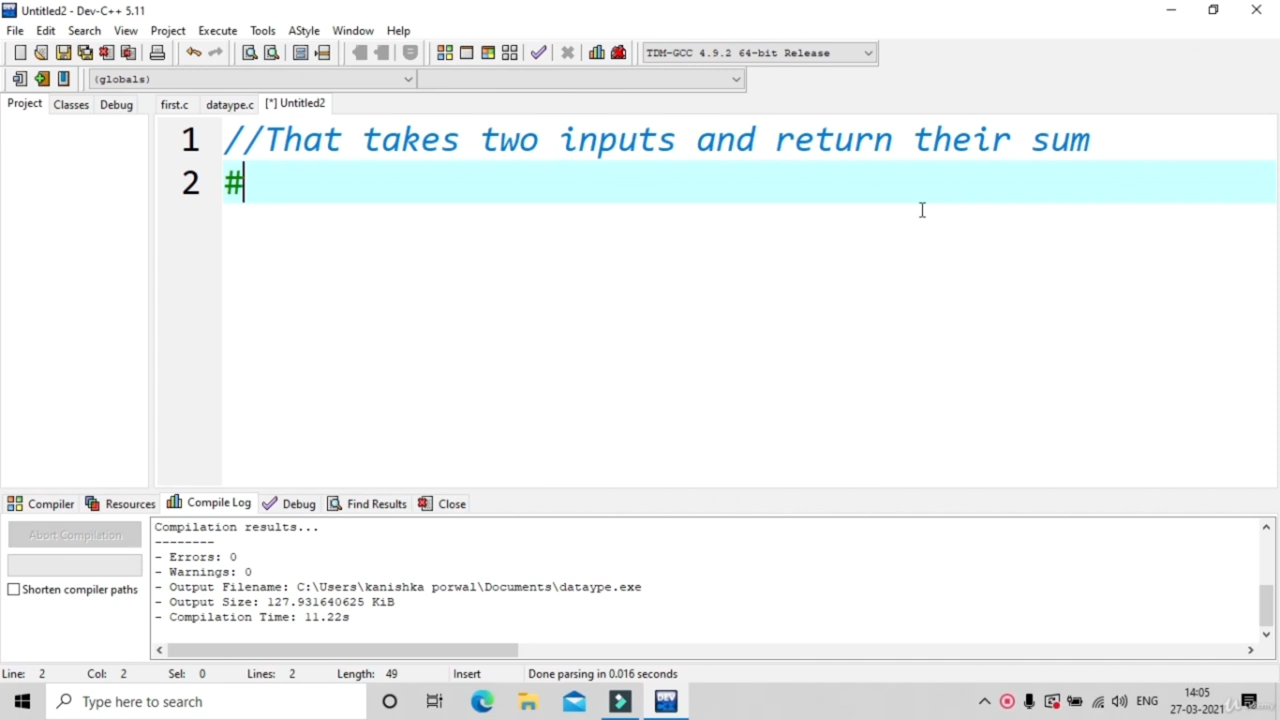 Untitled2 - Dev-C++ 5.11
File Edit Search View Project Execute Tools AStyle Window Help
TDM-GCC 4.9.2 64-bit Release
(globals)
Project Classes Debug first.c dataype.c [*] Untitled2
1 //That takes two inputs and return their sum
2 #
Compiler Resources Compile Log Debug Find Results Close
Abort Compilation
Shorten compiler paths
Compilation results...
--------
- Errors: 0
- Warnings: 0
- Output Filename: C:\Users\kanishka porwal\Documents\dataype.exe
- Output Size: 127.931640625 KiB
- Compilation Time: 11.22s
Line: 2 Col: 2 Sel: 0 Lines: 2 Length: 49 Insert Done parsing in 0.016 seconds
Type here to search
DEV
ENG
14:05
27-03-2021
Udemy